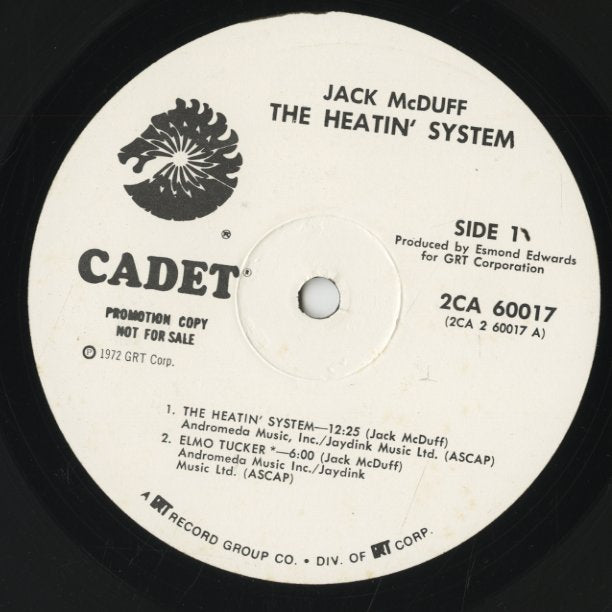 JACK McDUFF
THE HEATIN' SYSTEM
®
CADET®
PROMOTION COPY
NOT FOR SALE
Ⓟ 1972 GRT Corp.
SIDE 1
Produced by Esmond Edwards
for GRT Corporation
2CA 60017
(2CA 2 60017 A)
1. THE HEATIN' SYSTEM—12:25 (Jack McDuff)
Andromeda Music, Inc./Jaydink Music Ltd. (ASCAP)
2. ELMO TUCKER *—6:00 (Jack McDuff)
Andromeda Music Inc./Jaydink
Music Ltd. (ASCAP)
A GRT RECORD GROUP CO. • DIV. OF GRT CORP.